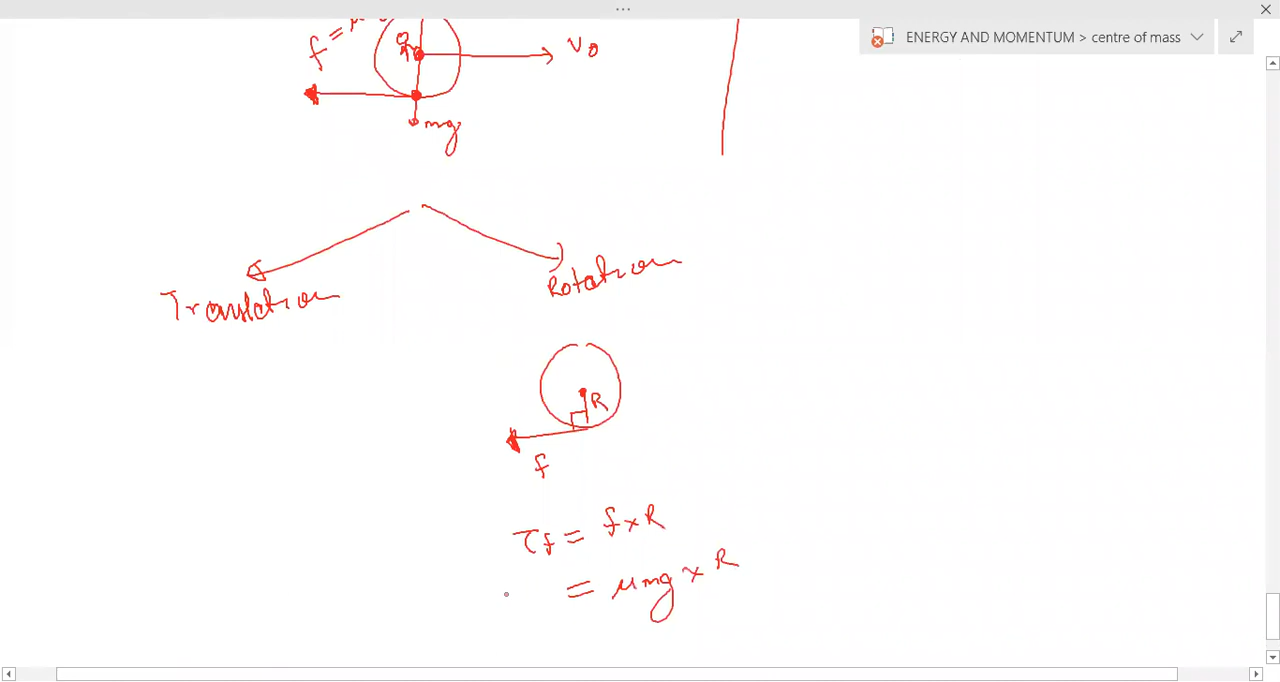 ENERGY AND MOMENTUM > centre of mass
f = μ
v₀
mg
Translation
Rotation
R
f
τf = f × R
= μmg × R